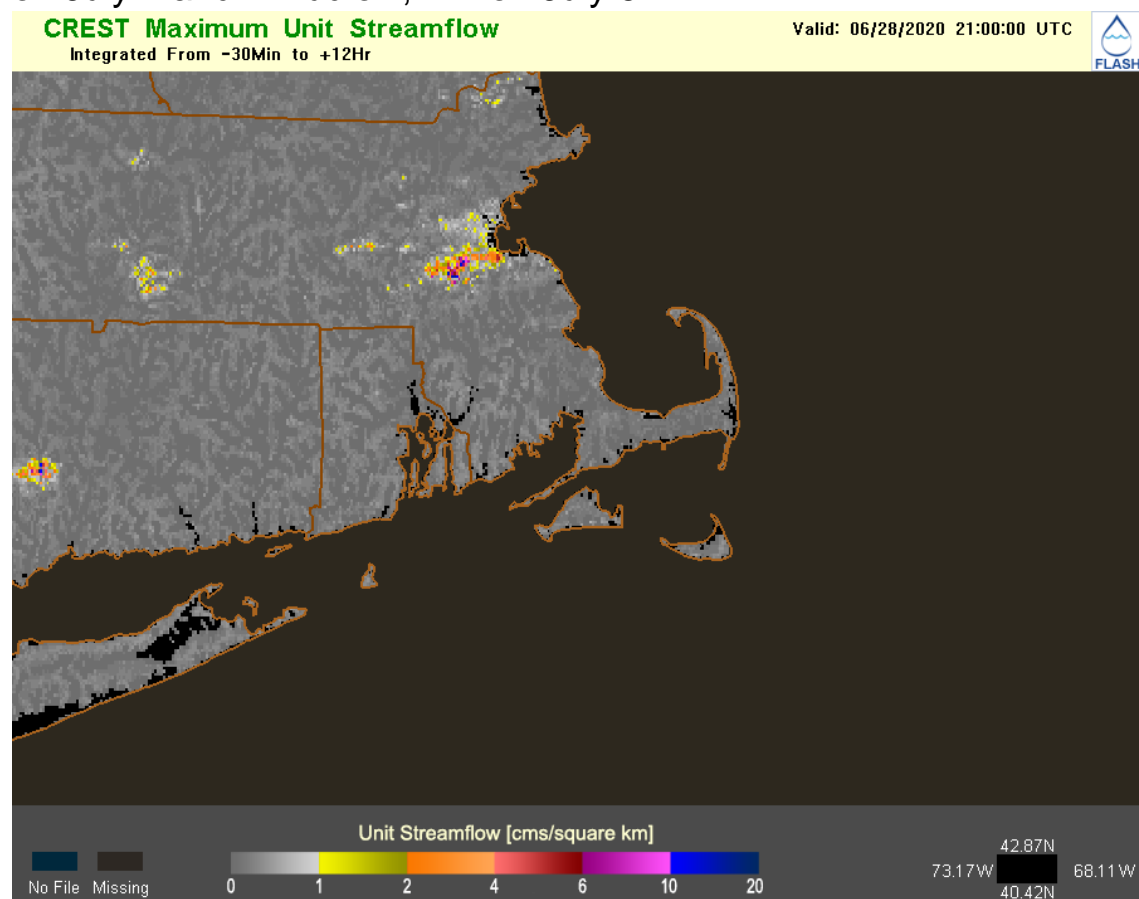 CREST Maximum Unit Streamflow
Integrated From -30Min to +12Hr
Valid: 06/28/2020 21:00:00 UTC
FLASH
Unit Streamflow [cms/square km]
No File Missing
0 1 2 4 6 10 20
42.87N
73.17W 68.11W
40.42N